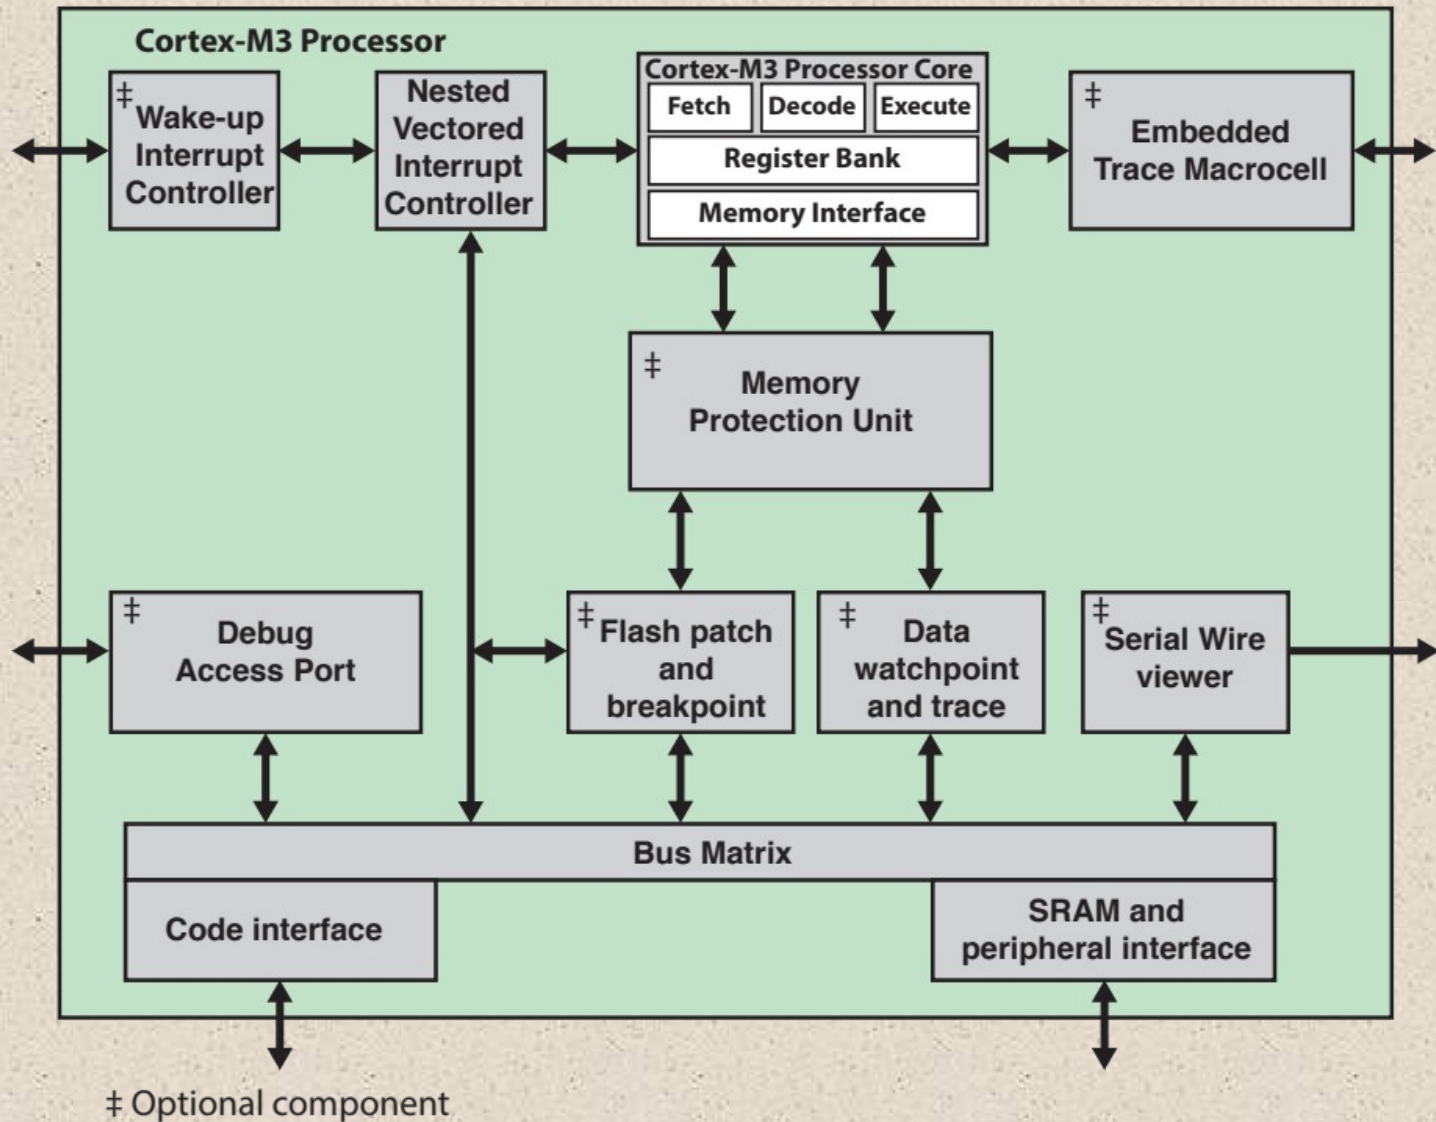 Cortex-M3 Processor
‡
Wake-up
Interrupt
Controller
Nested
Vectored
Interrupt
Controller
Cortex-M3 Processor Core
Fetch
Decode
Execute
Register Bank
Memory Interface
‡
Embedded
Trace Macrocell
‡
Memory
Protection Unit
‡
Debug
Access Port
‡
Flash patch
and
breakpoint
‡
Data
watchpoint
and trace
‡
Serial Wire
viewer
Bus Matrix
Code interface
SRAM and
peripheral interface
‡ Optional component